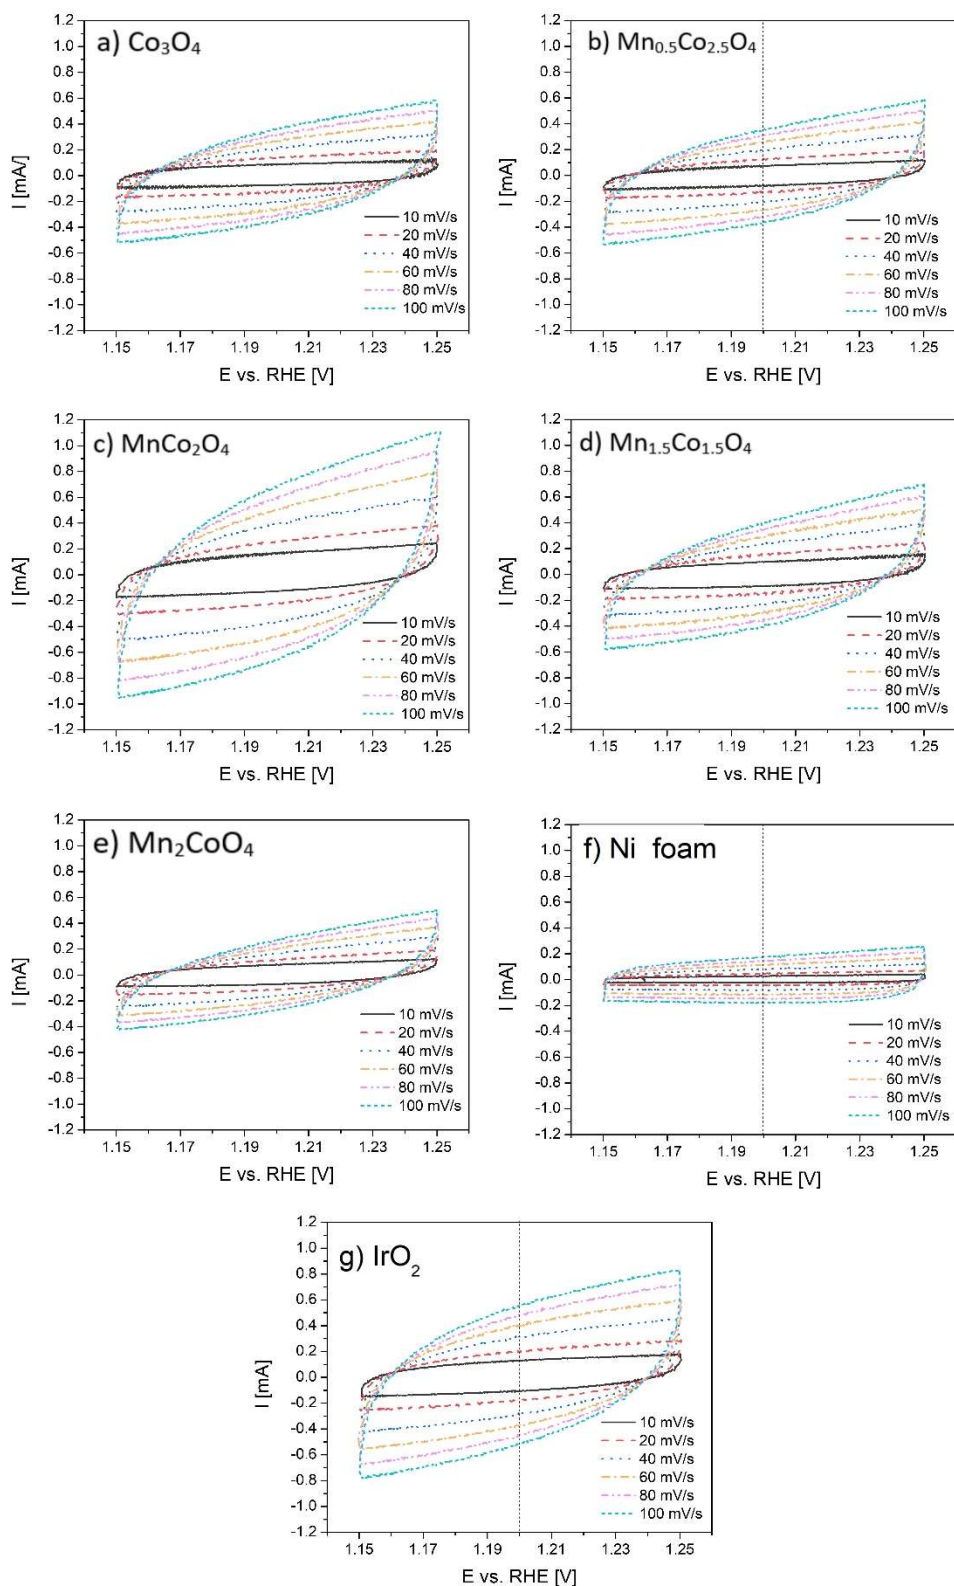 a) Co₃O₄
I [mA/
1.2
1.0
0.8
0.6
0.4
0.2
0.0
-0.2
-0.4
-0.6
-0.8
-1.0
-1.2
10 mV/s
20 mV/s
40 mV/s
60 mV/s
80 mV/s
100 mV/s
1.15 1.17 1.19 1.21 1.23 1.25
E vs. RHE [V]
b) Mn₀.₅Co₂.₅O₄
I [mA]
1.2
1.0
0.8
0.6
0.4
0.2
0.0
-0.2
-0.4
-0.6
-0.8
-1.0
-1.2
10 mV/s
20 mV/s
40 mV/s
60 mV/s
80 mV/s
100 mV/s
1.15 1.17 1.19 1.21 1.23 1.25
E vs. RHE [V]
c) MnCo₂O₄
I [mA]
1.2
1.0
0.8
0.6
0.4
0.2
0.0
-0.2
-0.4
-0.6
-0.8
-1.0
-1.2
10 mV/s
20 mV/s
40 mV/s
60 mV/s
80 mV/s
100 mV/s
1.15 1.17 1.19 1.21 1.23 1.25
E vs. RHE [V]
d) Mn₁.₅Co₁.₅O₄
I [mA]
1.2
1.0
0.8
0.6
0.4
0.2
0.0
-0.2
-0.4
-0.6
-0.8
-1.0
-1.2
10 mV/s
20 mV/s
40 mV/s
60 mV/s
80 mV/s
100 mV/s
1.15 1.17 1.19 1.21 1.23 1.25
E vs. RHE [V]
e) Mn₂CoO₄
I [mA]
1.2
1.0
0.8
0.6
0.4
0.2
0.0
-0.2
-0.4
-0.6
-0.8
-1.0
-1.2
10 mV/s
20 mV/s
40 mV/s
60 mV/s
80 mV/s
100 mV/s
1.15 1.17 1.19 1.21 1.23 1.25
E vs. RHE [V]
f) Ni foam
I [mA]
1.2
1.0
0.8
0.6
0.4
0.2
0.0
-0.2
-0.4
-0.6
-0.8
-1.0
-1.2
10 mV/s
20 mV/s
40 mV/s
60 mV/s
80 mV/s
100 mV/s
1.15 1.17 1.19 1.21 1.23 1.25
E vs. RHE [V]
g) IrO₂
I [mA]
1.2
1.0
0.8
0.6
0.4
0.2
0.0
-0.2
-0.4
-0.6
-0.8
-1.0
-1.2
10 mV/s
20 mV/s
40 mV/s
60 mV/s
80 mV/s
100 mV/s
1.15 1.17 1.19 1.21 1.23 1.25
E vs. RHE [V]